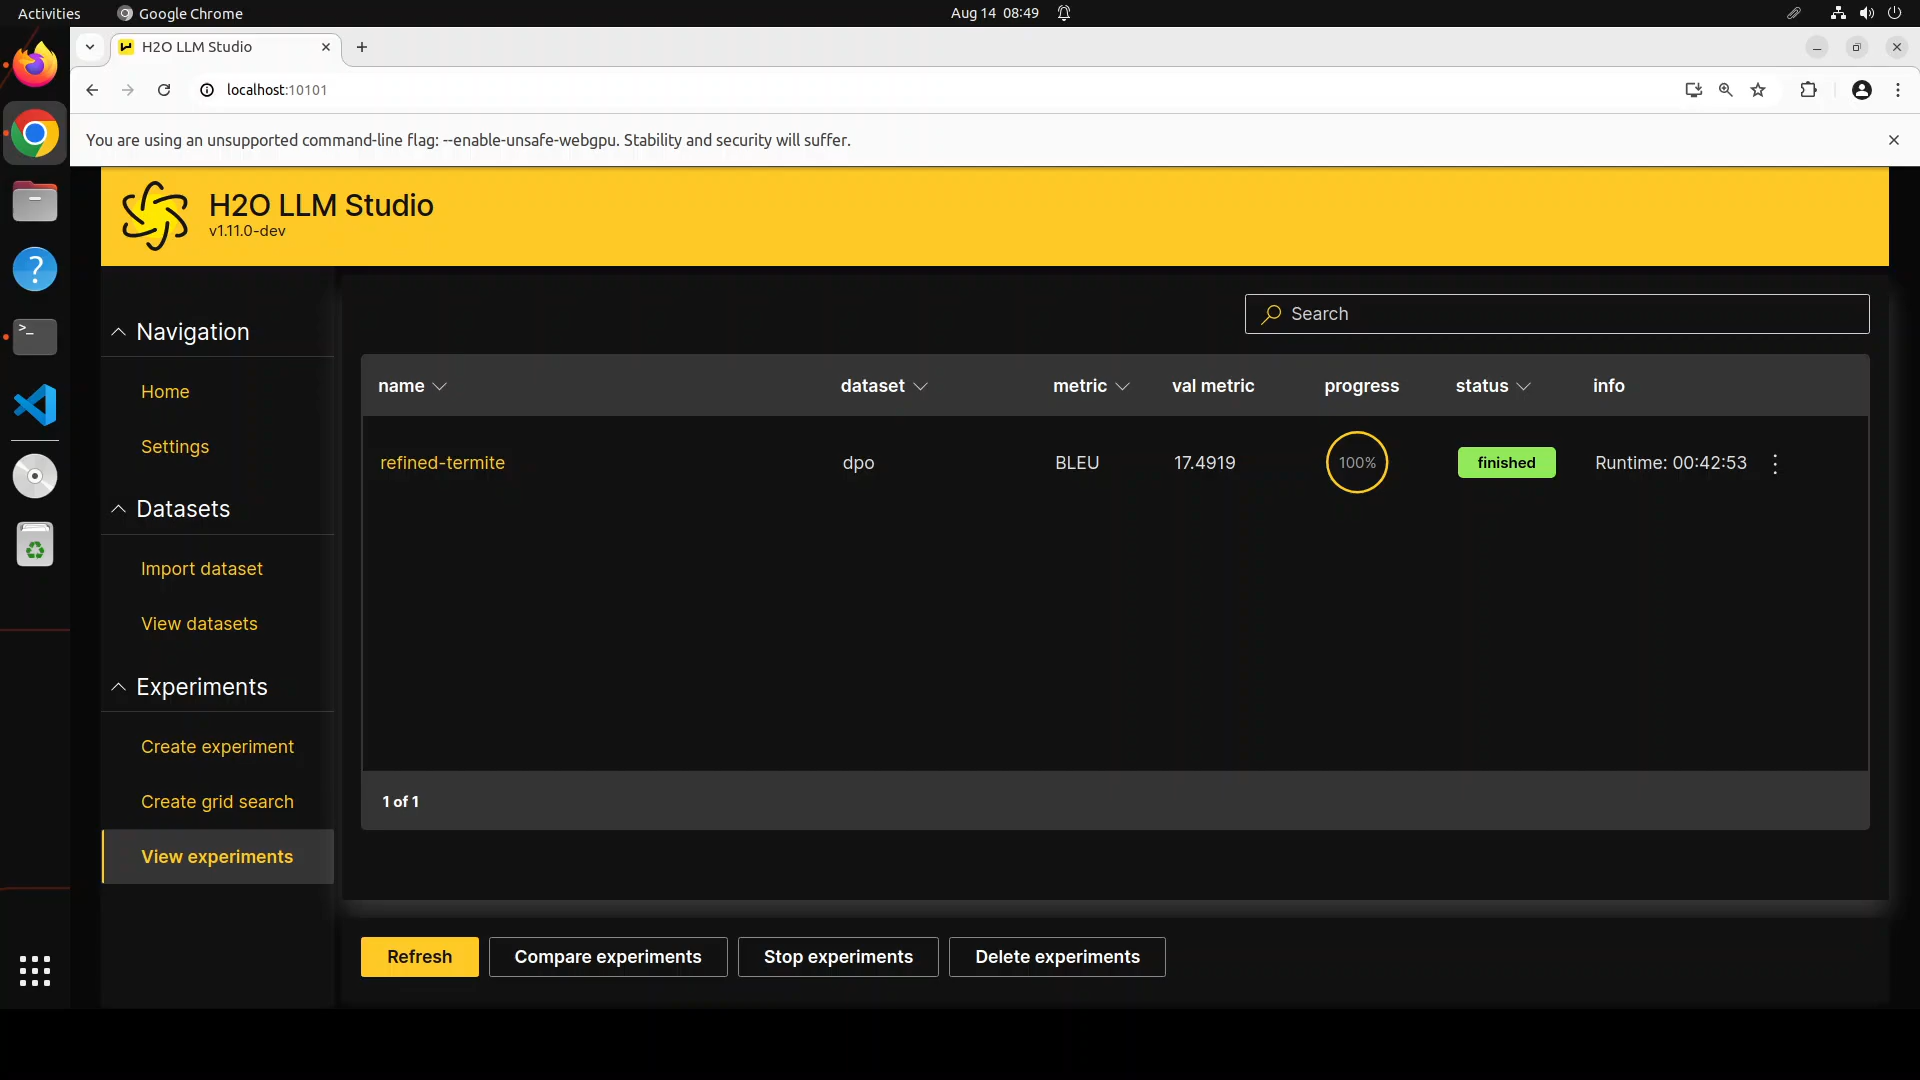 Activities
Google Chrome
Aug 14 08:49
H2O LLM Studio
localhost:10101
You are using an unsupported command-line flag: --enable-unsafe-webgpu. Stability and security will suffer.
H2O LLM Studio
v1.11.0-dev
Navigation
Home
Settings
Datasets
Import dataset
View datasets
Experiments
Create experiment
Create grid search
View experiments
Search
name dataset metric val metric progress status info
refined-termite dpo BLEU 17.4919 100% finished Runtime: 00:42:53
1 of 1
Refresh Compare experiments Stop experiments Delete experiments